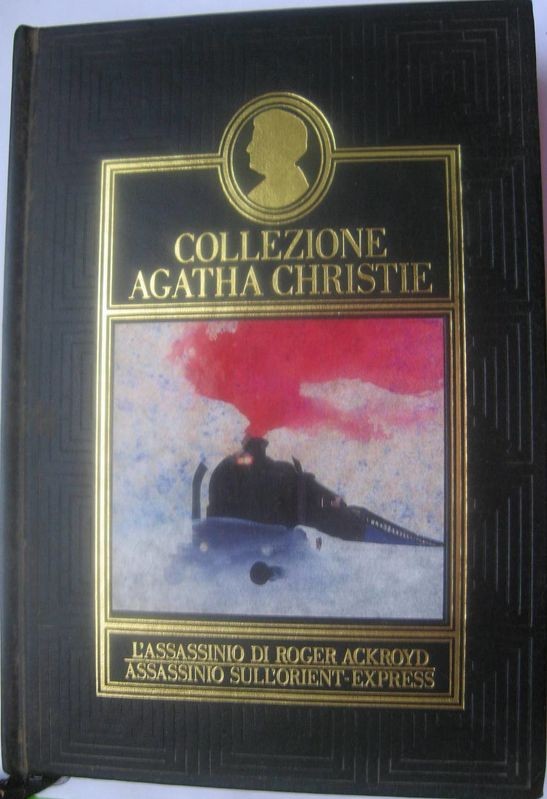 COLLEZIONE
AGATHA CHRISTIE
L'ASSASSINIO DI ROGER ACKROYD
ASSASSINIO SULL'ORIENT-EXPRESS